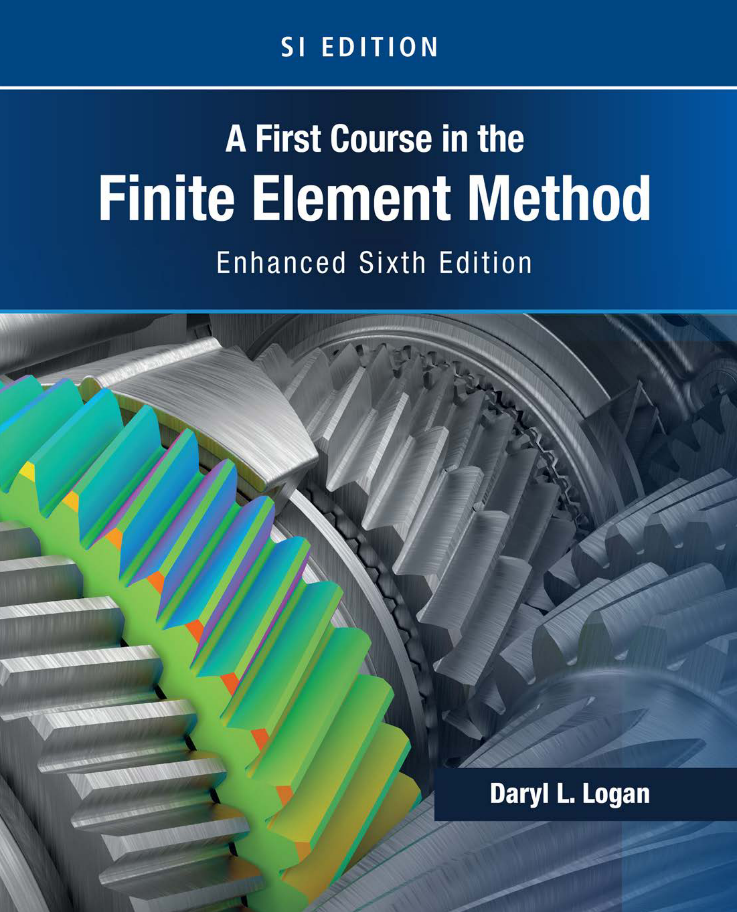 SI EDITION
A First Course in the
Finite Element Method
Enhanced Sixth Edition
Daryl L. Logan